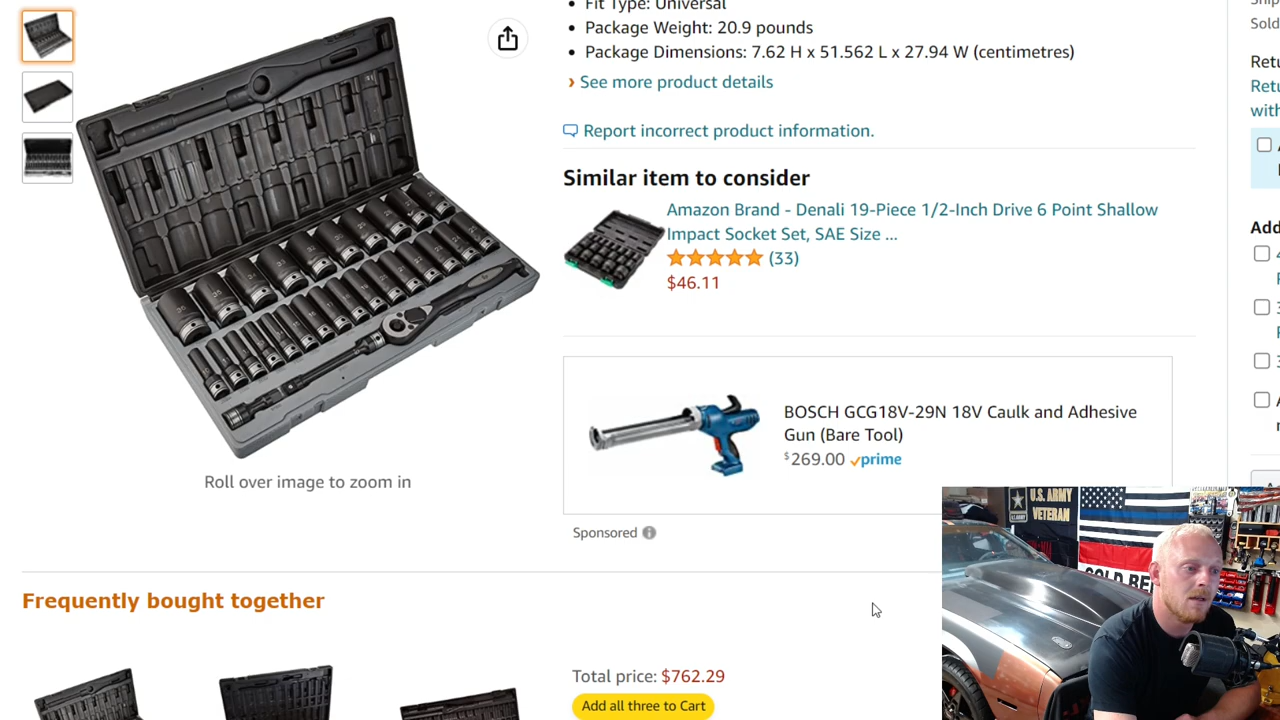 Fit Type: Universal
Package Weight: 20.9 pounds
Package Dimensions: 7.62 H x 51.562 L x 27.94 W (centimetres)
› See more product details
Report incorrect product information.
Similar item to consider
Amazon Brand - Denali 19-Piece 1/2-Inch Drive 6 Point Shallow
Impact Socket Set, SAE Size ...
(33)
$46.11
BOSCH GCG18V-29N 18V Caulk and Adhesive
Gun (Bare Tool)
$269.00 prime
Sponsored
Roll over image to zoom in
Frequently bought together
Total price: $762.29
Add all three to Cart
Sold
Retu
Retu
with
Add
U.S. ARMY
VETERAN